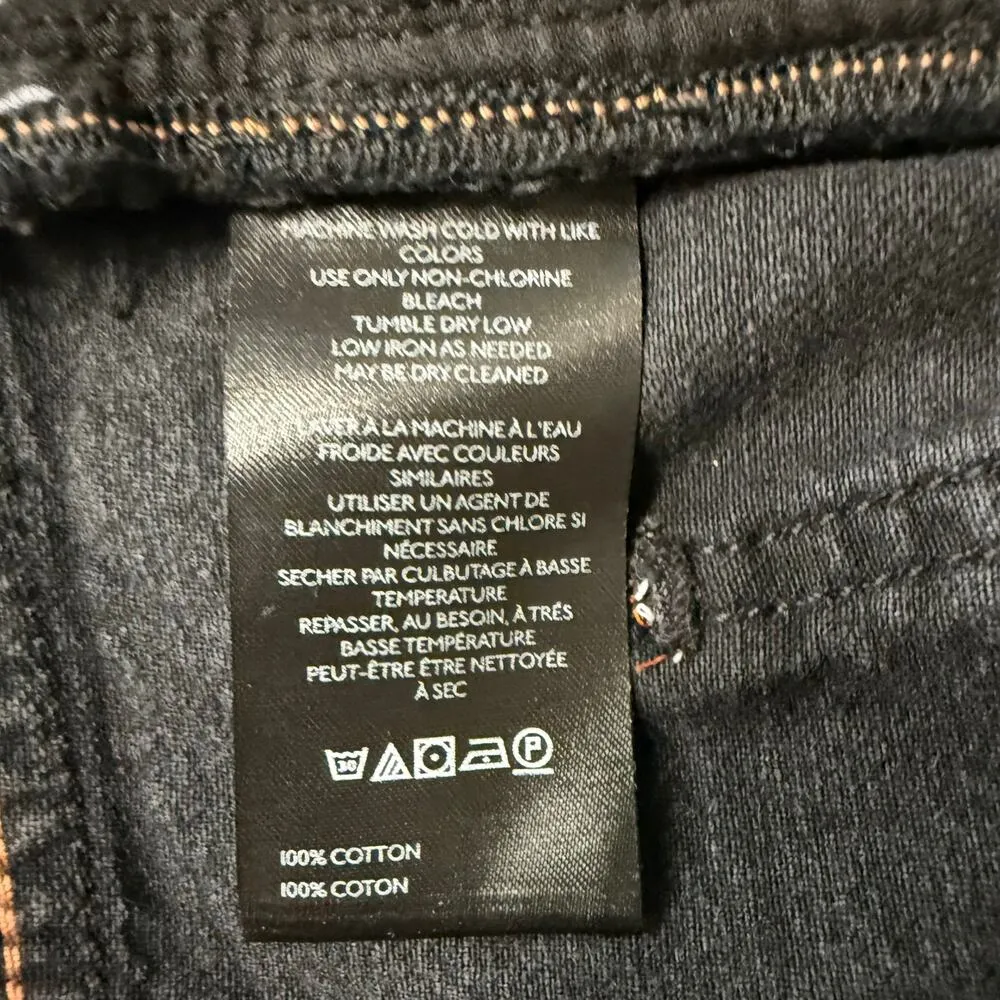 MACHINE WASH COLD WITH LIKE
COLORS
USE ONLY NON-CHLORINE
BLEACH
TUMBLE DRY LOW
LOW IRON AS NEEDED
MAY BE DRY CLEANED
LAVER À LA MACHINE À L'EAU
FROIDE AVEC COULEURS
SIMILAIRES
UTILISER UN AGENT DE
BLANCHIMENT SANS CHLORE SI
NÉCESSAIRE
SECHER PAR CULBUTAGE À BASSE
TEMPERATURE
REPASSER, AU BESOIN, À TRÉS
BASSE TEMPÉRATURE
PEUT-ÊTRE ÊTRE NETTOYÉE
À SEC
30 P
100% COTTON
100% COTON